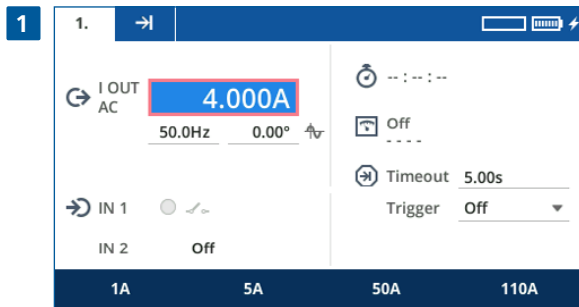 1
1.
I OUT
AC
4.000A
50.0Hz 0.00°
IN 1
IN 2 Off
-- : -- : --
Off
- - - -
Timeout 5.00s
Trigger Off
1A 5A 50A 110A